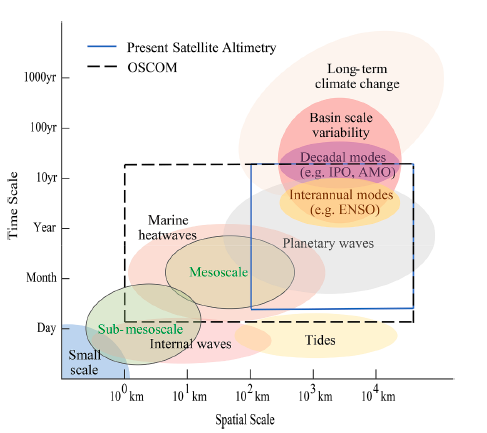 Present Satellite Altimetry
OSCOM
Long-term
climate change
1000yr
Basin scale
variability
100yr
Decadal modes
(e.g. IPO, AMO)
10yr
Interannual modes
(e.g. ENSO)
Time Scale
Year
Marine
heatwaves
Planetary waves
Month
Mesoscale
Day
Sub-mesoscale
Internal waves
Tides
Small
scale
10⁰ km
10¹ km
10² km
10³ km
10⁴ km
Spatial Scale